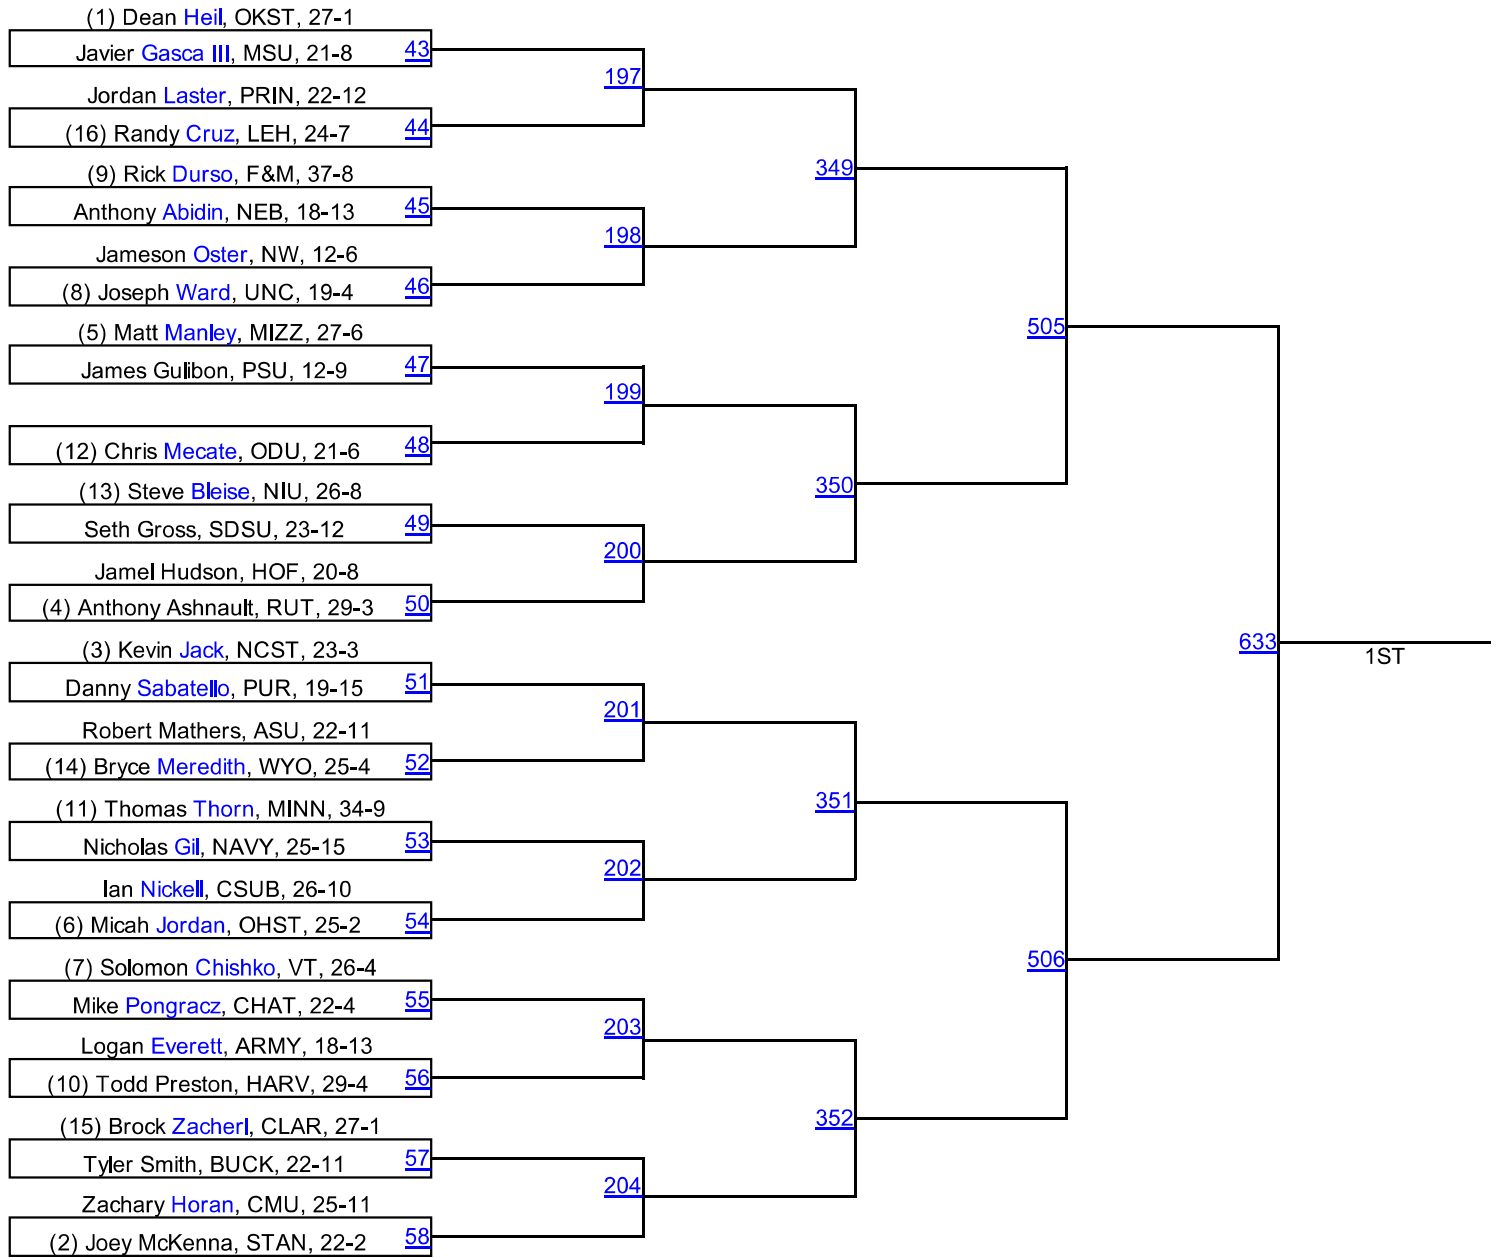 (1) Dean Heil, OKST, 27-1
Javier Gasca III, MSU, 21-8 43
197
Jordan Laster, PRIN, 22-12
(16) Randy Cruz, LEH, 24-7 44
349
(9) Rick Durso, F&M, 37-8
Anthony Abidin, NEB, 18-13 45
198
Jameson Oster, NW, 12-6
(8) Joseph Ward, UNC, 19-4 46
505
(5) Matt Manley, MIZZ, 27-6
James Gulibon, PSU, 12-9 47
199
(12) Chris Mecate, ODU, 21-6 48
350
(13) Steve Bleise, NIU, 26-8
Seth Gross, SDSU, 23-12 49
200
Jamel Hudson, HOF, 20-8
(4) Anthony Ashnault, RUT, 29-3 50
633
1ST
(3) Kevin Jack, NCST, 23-3
Danny Sabatello, PUR, 19-15 51
201
Robert Mathers, ASU, 22-11
(14) Bryce Meredith, WYO, 25-4 52
351
(11) Thomas Thorn, MINN, 34-9
Nicholas Gil, NAVY, 25-15 53
202
Ian Nickell, CSUB, 26-10
(6) Micah Jordan, OHST, 25-2 54
506
(7) Solomon Chishko, VT, 26-4
Mike Pongracz, CHAT, 22-4 55
203
Logan Everett, ARMY, 18-13
(10) Todd Preston, HARV, 29-4 56
352
(15) Brock Zacherl, CLAR, 27-1
Tyler Smith, BUCK, 22-11 57
204
Zachary Horan, CMU, 25-11
(2) Joey McKenna, STAN, 22-2 58